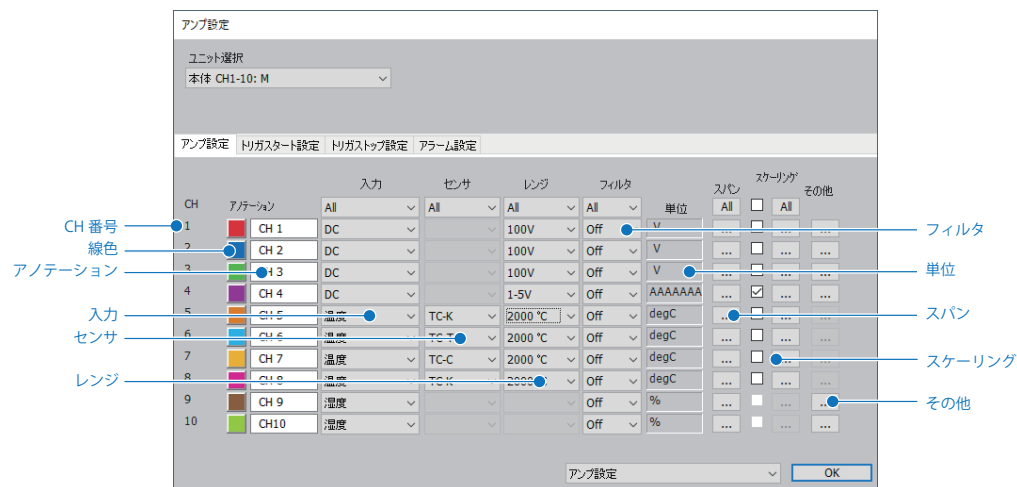 アンプ設定
ユニット選択
本体 CH1-10: M
アンプ設定 トリガスタート設定 トリガストップ設定 アラーム設定
入力 センサ レンジ フィルタ スパン スケーリング その他
CH アノテーション All All All All 単位 All All
1 CH 1 DC 100V Off V ... ... ...
2 CH 2 DC 100V Off V ... ... ...
3 CH 3 DC 100V Off V ... ... ...
4 CH 4 DC 1-5V Off AAAAAAA ... ... ...
5 CH 5 温度 TC-K 2000 ℃ Off degC ... ... ...
6 CH 6 温度 2000 ℃ Off degC ... ... ...
7 CH 7 温度 TC-C 2000 ℃ Off degC ... ... ...
8 CH 8 温度 TC-K 2000 ℃ Off degC ... ... ...
9 CH 9 湿度 Off % ... ... ...
10 CH10 湿度 Off % ... ... ...
アンプ設定 OK
CH 番号
線色
アノテーション
入力
センサ
レンジ
フィルタ
単位
スパン
スケーリング
その他